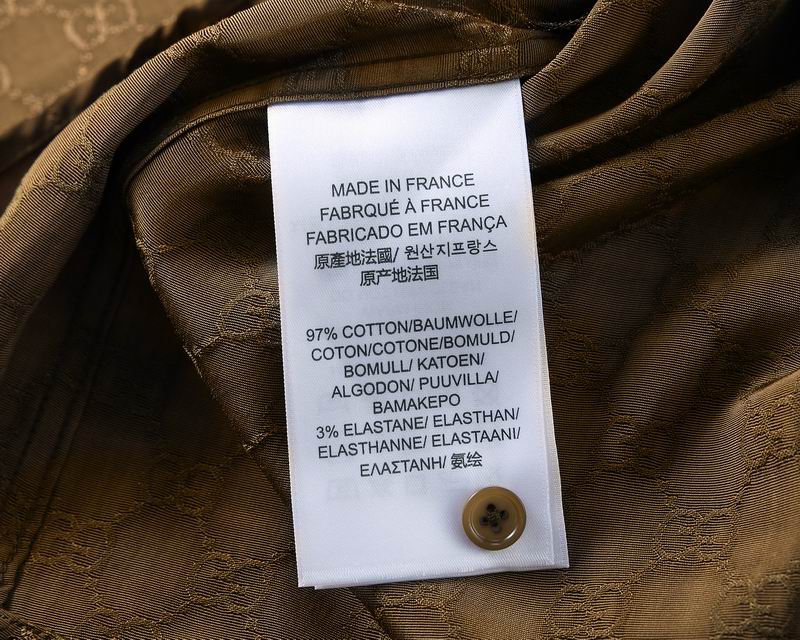 MADE IN FRANCE
FABRQUÉ À FRANCE
FABRICADO EM FRANÇA
原產地法國/ 원산지프랑스
原产地法国
97% COTTON/BAUMWOLLE/
COTON/COTONE/BOMULD/
BOMULL/ KATOEN/
ALGODON/ PUUVILLA/
BAMAKEPO
3% ELASTANE/ ELASTHAN/
ELASTHANNE/ ELASTAANI/
ΕΛΑΣΤΑΝΗ/ 氨绘